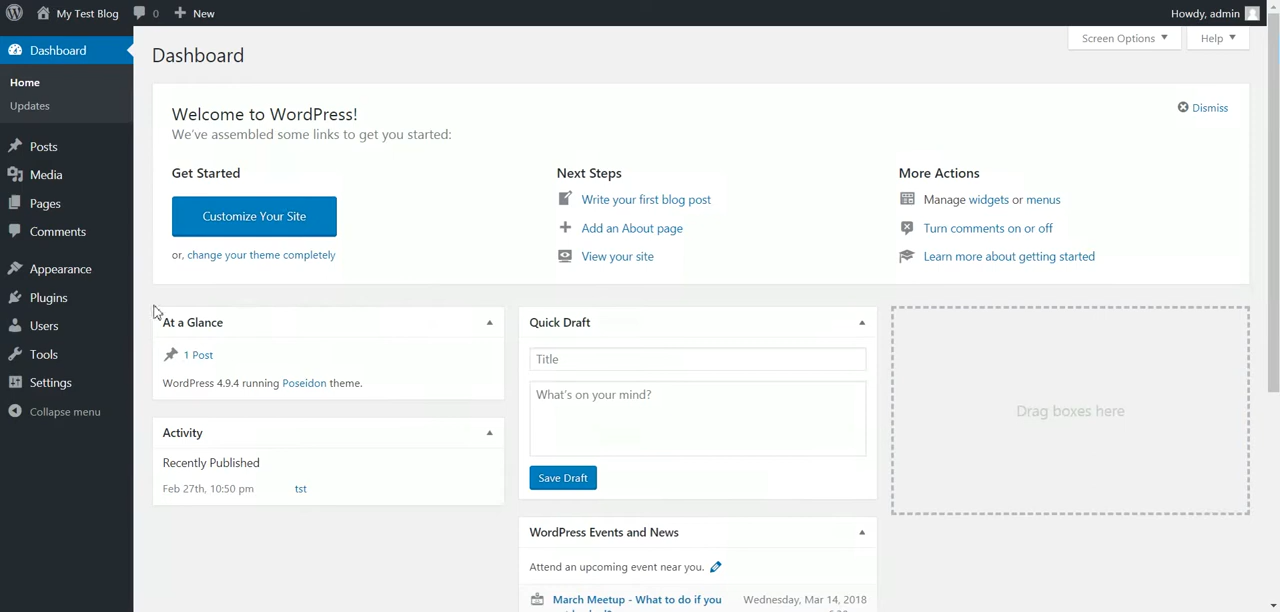 My Test Blog
0
New
Howdy, admin
Dashboard
Home
Updates
Posts
Media
Pages
Comments
Appearance
Plugins
Users
Tools
Settings
Collapse menu
Screen Options
Help
Dashboard
Welcome to WordPress!
We've assembled some links to get you started:
Dismiss
Get Started
Customize Your Site
or, change your theme completely
Next Steps
Write your first blog post
Add an About page
View your site
More Actions
Manage widgets or menus
Turn comments on or off
Learn more about getting started
At a Glance
1 Post
WordPress 4.9.4 running Poseidon theme.
Activity
Recently Published
Feb 27th, 10:50 pm tst
Quick Draft
Title
What's on your mind?
Save Draft
WordPress Events and News
Attend an upcoming event near you.
March Meetup - What to do if you
Wednesday, Mar 14, 2018
Drag boxes here